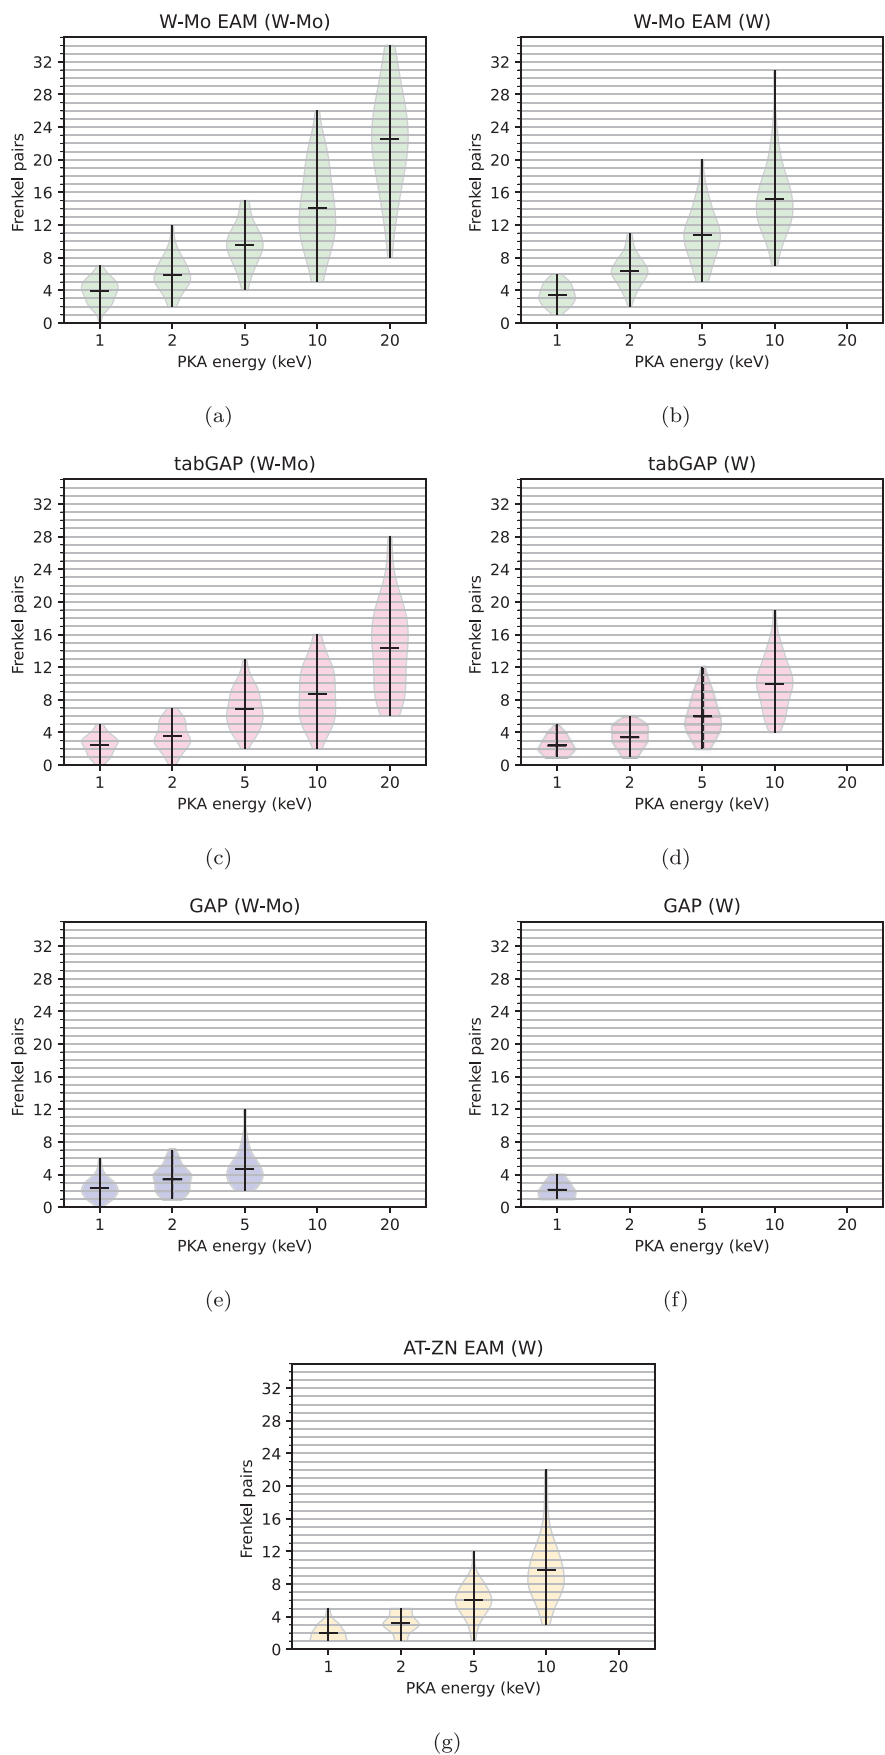 W-Mo EAM (W-Mo)
Frenkel pairs
32
28
24
20
16
12
8
4
0
1 2 5 10 20
PKA energy (keV)
(a)
W-Mo EAM (W)
Frenkel pairs
32
28
24
20
16
12
8
4
0
1 2 5 10 20
PKA energy (keV)
(b)
tabGAP (W-Mo)
Frenkel pairs
32
28
24
20
16
12
8
4
0
1 2 5 10 20
PKA energy (keV)
(c)
tabGAP (W)
Frenkel pairs
32
28
24
20
16
12
8
4
0
1 2 5 10 20
PKA energy (keV)
(d)
GAP (W-Mo)
Frenkel pairs
32
28
24
20
16
12
8
4
0
1 2 5 10 20
PKA energy (keV)
(e)
GAP (W)
Frenkel pairs
32
28
24
20
16
12
8
4
0
1 2 5 10 20
PKA energy (keV)
(f)
AT-ZN EAM (W)
Frenkel pairs
32
28
24
20
16
12
8
4
0
1 2 5 10 20
PKA energy (keV)
(g)